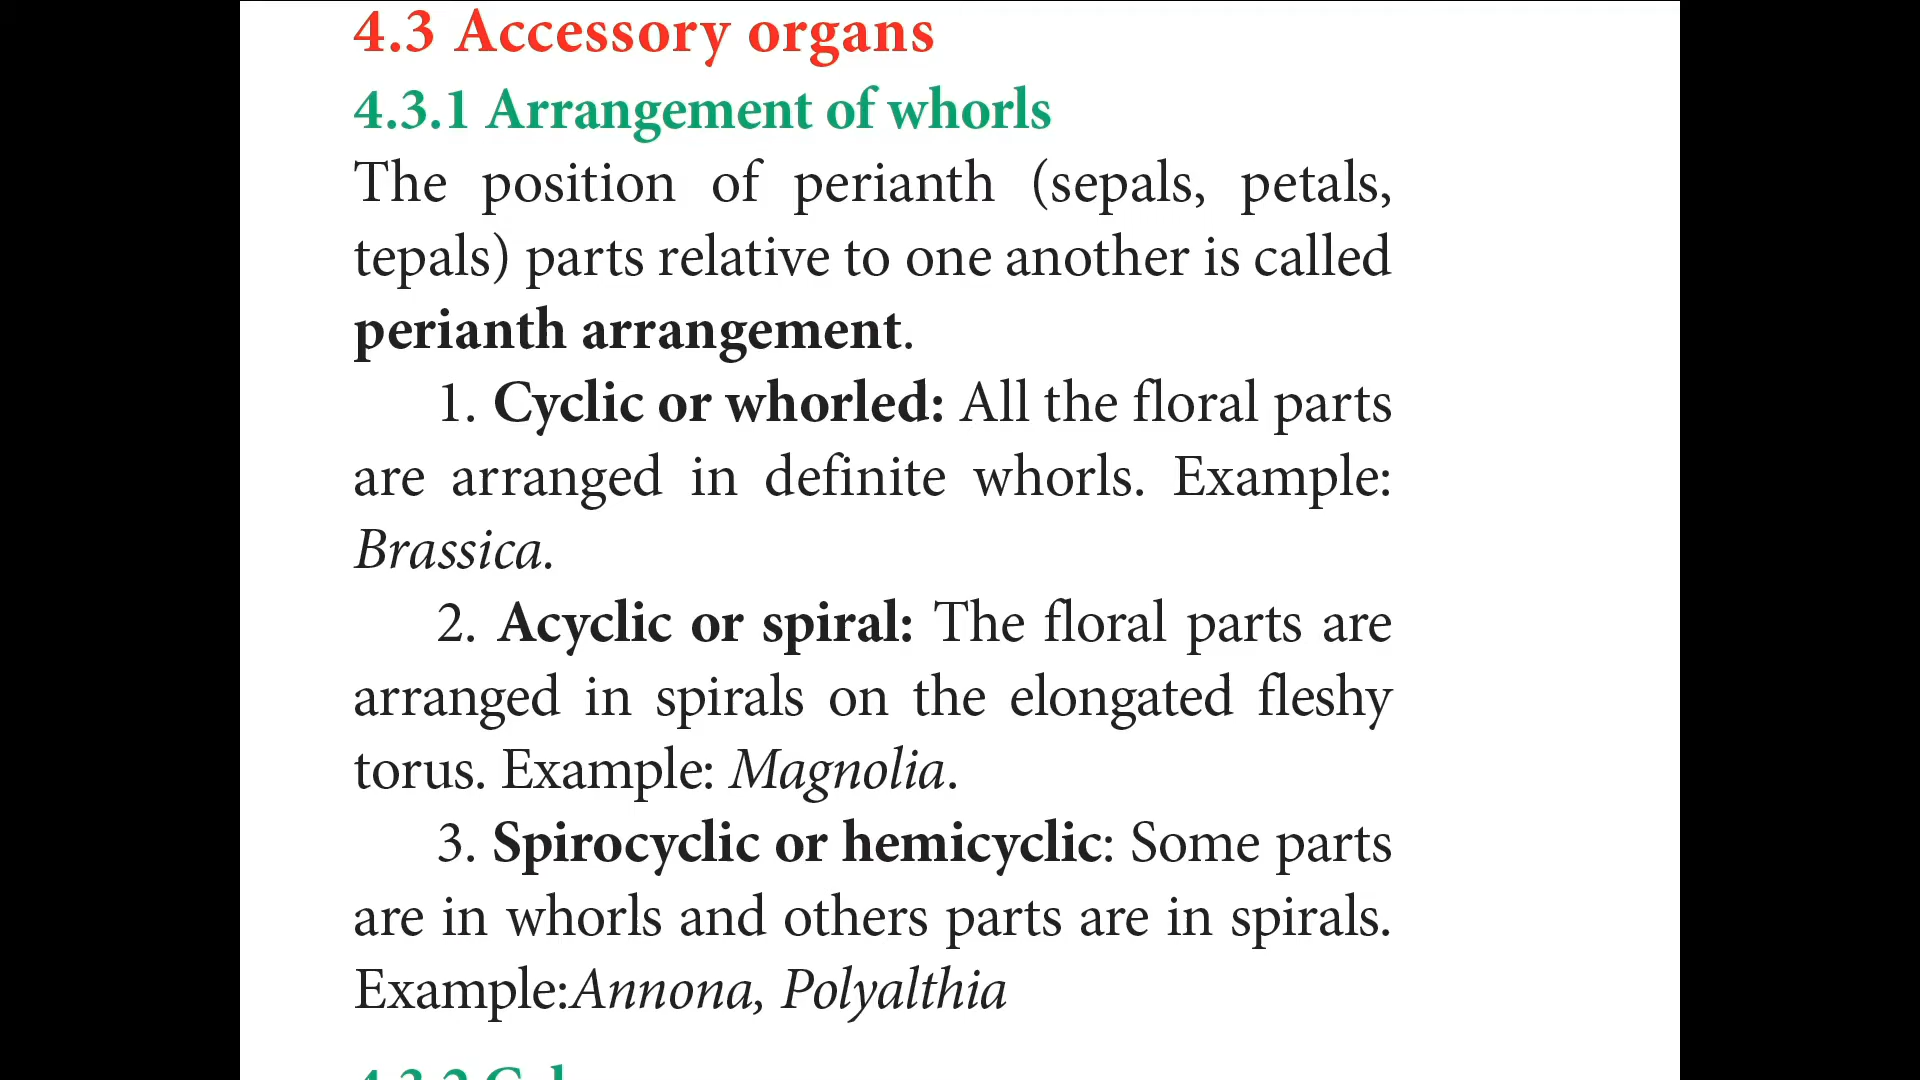 4.3 Accessory organs
4.3.1 Arrangement of whorls
The position of perianth (sepals, petals,
tepals) parts relative to one another is called
perianth arrangement.
1. Cyclic or whorled: All the floral parts
are arranged in definite whorls. Example:
Brassica.
2. Acyclic or spiral: The floral parts are
arranged in spirals on the elongated fleshy
torus. Example: Magnolia.
3. Spirocyclic or hemicyclic: Some parts
are in whorls and others parts are in spirals.
Example:Annona, Polyalthia